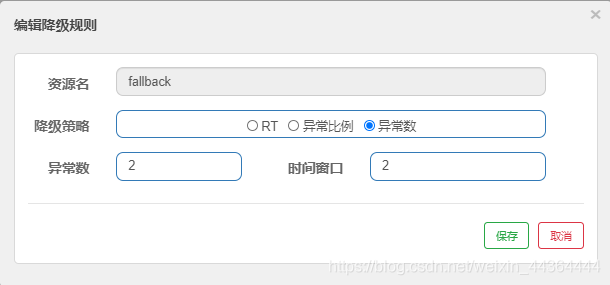 编辑降级规则 ×
资源名 fallback
降级策略 RT 异常比例 异常数
异常数 2 时间窗口 2
保存 取消
https://blog.csdn.net/weixin_44364444